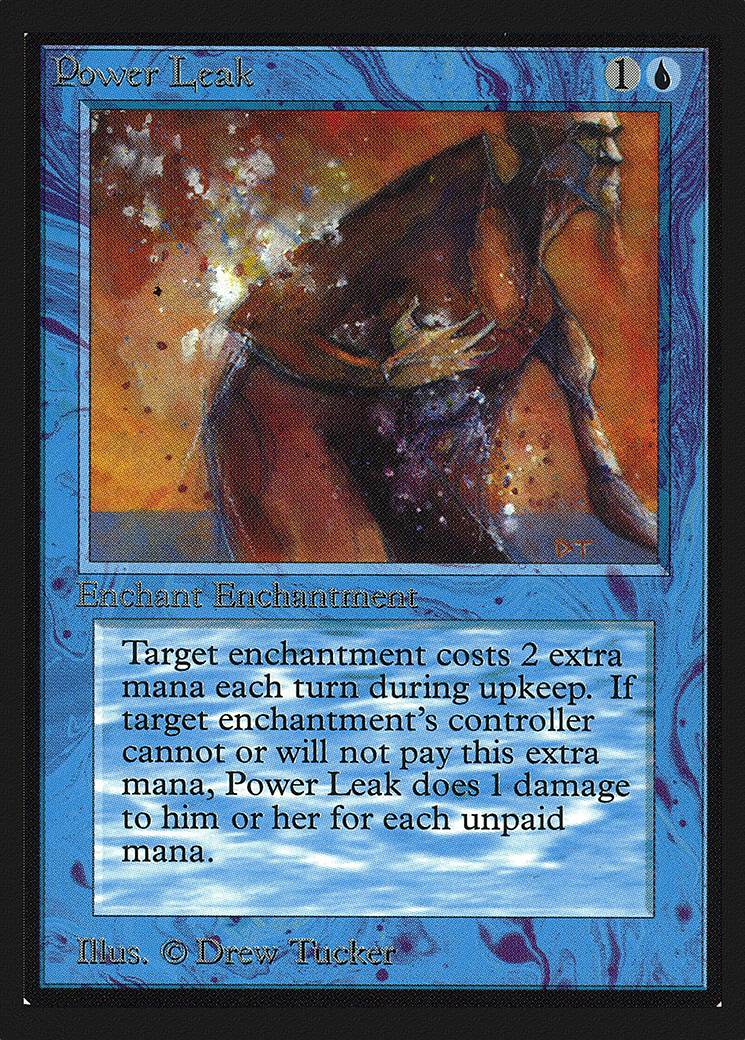 Power Leak 1
DT
Enchant Enchantment
Target enchantment costs 2 extra
mana each turn during upkeep. If
target enchantment's controller
cannot or will not pay this extra
mana, Power Leak does 1 damage
to him or her for each unpaid
mana.
Illus. © Drew Tucker